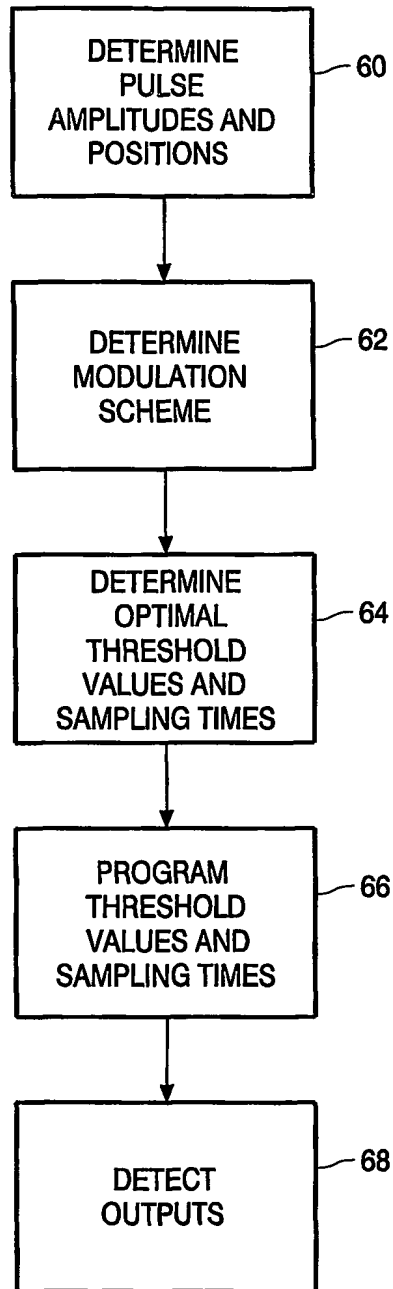 DETERMINE
PULSE
AMPLITUDES AND
POSITIONS
60
DETERMINE
MODULATION
SCHEME
62
DETERMINE
OPTIMAL
THRESHOLD
VALUES AND
SAMPLING TIMES
64
PROGRAM
THRESHOLD
VALUES AND
SAMPLING TIMES
66
DETECT
OUTPUTS
68